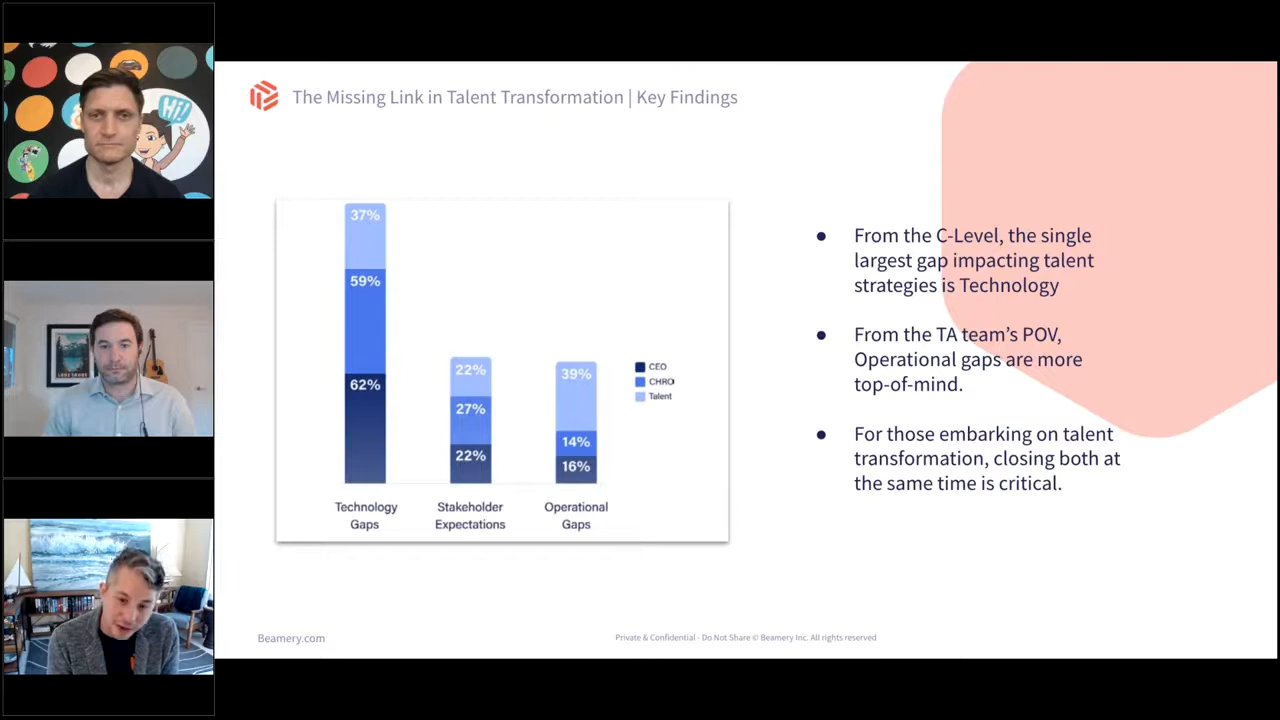 Hi!
The Missing Link in Talent Transformation | Key Findings
37%
59%
62%
22%
27%
22%
39%
14%
16%
CEO
CHRO
Talent
Technology
Gaps
Stakeholder
Expectations
Operational
Gaps
● From the C-Level, the single
largest gap impacting talent
strategies is Technology
● From the TA team’s POV,
Operational gaps are more
top-of-mind.
● For those embarking on talent
transformation, closing both at
the same time is critical.
Beamery.com
Private & Confidential - Do Not Share © Beamery Inc. All rights reserved